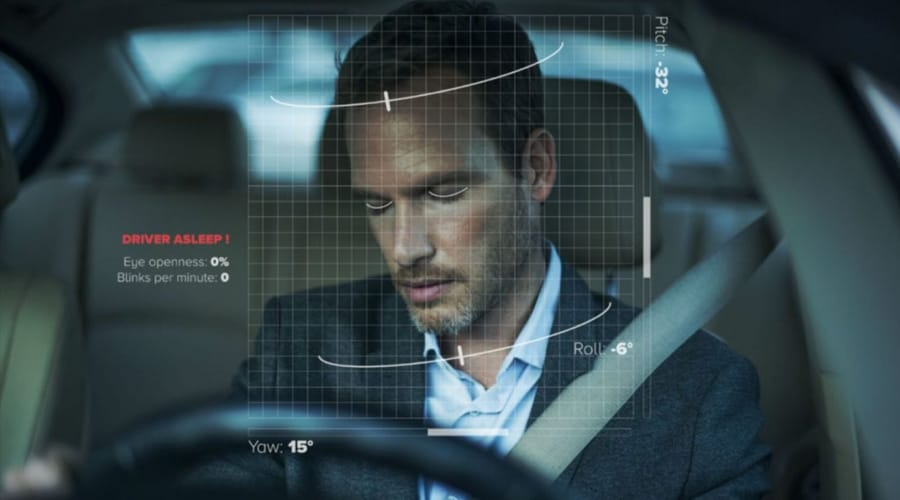 Pitch: -32°
DRIVER ASLEEP !
Eye openness: 0%
Blinks per minute: 0
Roll: -6°
Yaw: 15°